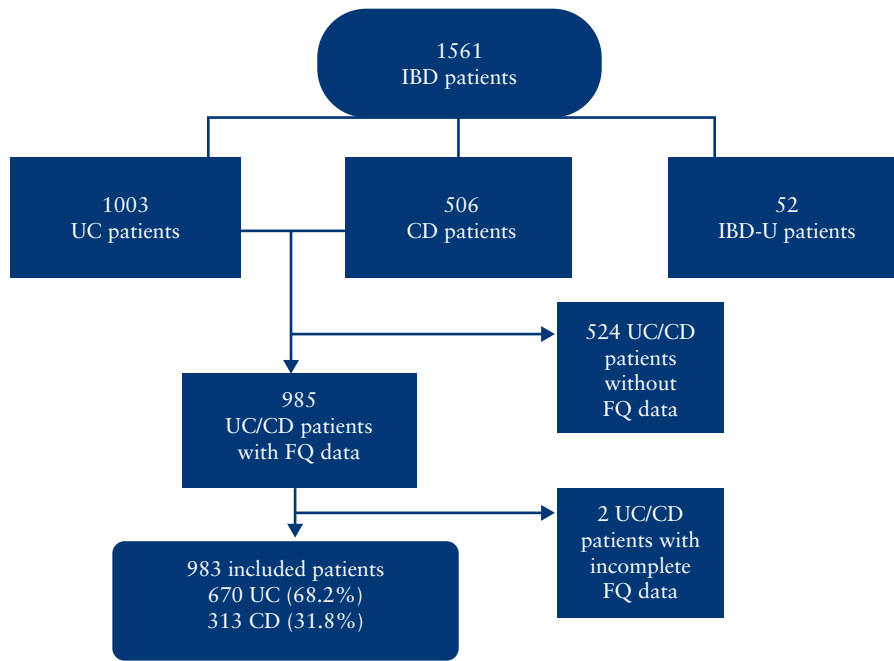 1561
IBD patients
1003
UC patients
506
CD patients
52
IBD-U patients
524 UC/CD
patients
without
FQ data
985
UC/CD patients
with FQ data
2 UC/CD
patients with
incomplete
FQ data
983 included patients
670 UC (68.2%)
313 CD (31.8%)